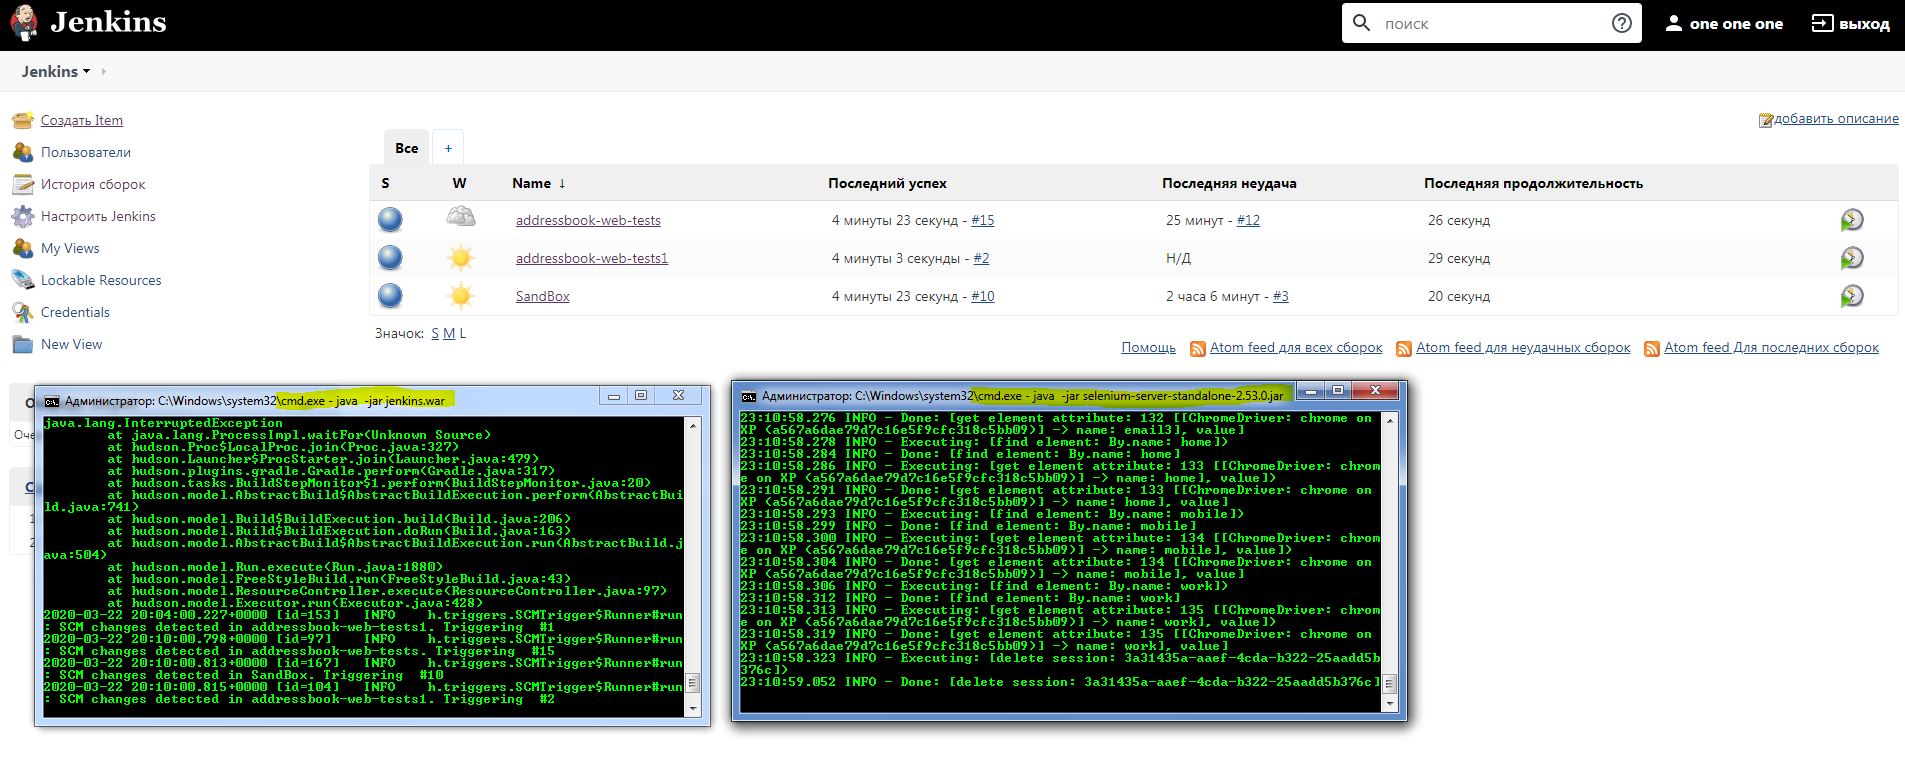 Jenkins
поиск
one one one
выход
Jenkins
Создать Item
Пользователи
История сборок
Настроить Jenkins
My Views
Lockable Resources
Credentials
New View
добавить описание
Все +
S W Name ↓ Последний успех Последняя неудача Последняя продолжительность
addressbook-web-tests 4 минуты 23 секунд - #15 25 минут - #12 26 секунд
addressbook-web-tests1 4 минуты 3 секунды - #2 Н/Д 29 секунд
SandBox 4 минуты 23 секунд - #10 2 часа 6 минут - #3 20 секунд
Значок: S M L
Помощь Atom feed для всех сборок Atom feed для неудачных сборок Atom feed Для последних сборок
Администратор: C:\Windows\system32\cmd.exe - java -jar jenkins.war
java.lang.InterruptedException
at java.lang.ProcessImpl.waitFor(Unknown Source)
at hudson.Proc$LocalProc.join(Proc.java:327)
at hudson.Launcher$ProcStarter.join(Launcher.java:479)
at hudson.plugins.gradle.Gradle.perform(Gradle.java:317)
at hudson.tasks.BuildStepMonitor$1.perform(BuildStepMonitor.java:20)
at hudson.model.AbstractBuild$AbstractBuildExecution.perform(AbstractBui
ld.java:741)
at hudson.model.Build$BuildExecution.build(Build.java:206)
at hudson.model.Build$BuildExecution.doRun(Build.java:163)
at hudson.model.AbstractBuild$AbstractBuildExecution.run(AbstractBuild.j
ava:504)
at hudson.model.Run.execute(Run.java:1880)
at hudson.model.FreeStyleBuild.run(FreeStyleBuild.java:43)
at hudson.model.ResourceController.execute(ResourceController.java:97)
at hudson.model.Executor.run(Executor.java:428)
2020-03-22 20:04:00.227+0000 [id=153] INFO h.triggers.SCMTrigger$Runner#run
: SCM changes detected in addressbook-web-tests1. Triggering #1
2020-03-22 20:10:00.798+0000 [id=97] INFO h.triggers.SCMTrigger$Runner#run
: SCM changes detected in addressbook-web-tests. Triggering #15
2020-03-22 20:10:00.813+0000 [id=167] INFO h.triggers.SCMTrigger$Runner#run
: SCM changes detected in SandBox. Triggering #10
2020-03-22 20:10:00.815+0000 [id=104] INFO h.triggers.SCMTrigger$Runner#run
: SCM changes detected in addressbook-web-tests1. Triggering #2
Администратор: C:\Windows\system32\cmd.exe - java -jar selenium-server-standalone-2.53.0.jar
23:10:58.276 INFO - Done: [get element attribute: 132 [[ChromeDriver: chrome on
XP (a567a6dae79d7c16e5f9cfc318c5bb09)] -> name: email3], value]
23:10:58.278 INFO - Executing: [find element: By.name: home])
23:10:58.284 INFO - Done: [find element: By.name: home]
23:10:58.286 INFO - Executing: [get element attribute: 133 [[ChromeDriver: chrom
e on XP (a567a6dae79d7c16e5f9cfc318c5bb09)] -> name: home], value])
23:10:58.291 INFO - Done: [get element attribute: 133 [[ChromeDriver: chrome on
XP (a567a6dae79d7c16e5f9cfc318c5bb09)] -> name: home], value]
23:10:58.293 INFO - Executing: [find element: By.name: mobile])
23:10:58.299 INFO - Done: [find element: By.name: mobile]
23:10:58.300 INFO - Executing: [get element attribute: 134 [[ChromeDriver: chrom
e on XP (a567a6dae79d7c16e5f9cfc318c5bb09)] -> name: mobile], value])
23:10:58.304 INFO - Done: [get element attribute: 134 [[ChromeDriver: chrome on
XP (a567a6dae79d7c16e5f9cfc318c5bb09)] -> name: mobile], value]
23:10:58.306 INFO - Executing: [find element: By.name: work])
23:10:58.312 INFO - Done: [find element: By.name: work]
23:10:58.313 INFO - Executing: [get element attribute: 135 [[ChromeDriver: chrom
e on XP (a567a6dae79d7c16e5f9cfc318c5bb09)] -> name: work], value])
23:10:58.319 INFO - Done: [get element attribute: 135 [[ChromeDriver: chrome on
XP (a567a6dae79d7c16e5f9cfc318c5bb09)] -> name: work], value]
23:10:58.323 INFO - Executing: [delete session: 3a31435a-aaef-4cda-b322-25aadd5b
376c])
23:10:59.052 INFO - Done: [delete session: 3a31435a-aaef-4cda-b322-25aadd5b376c]